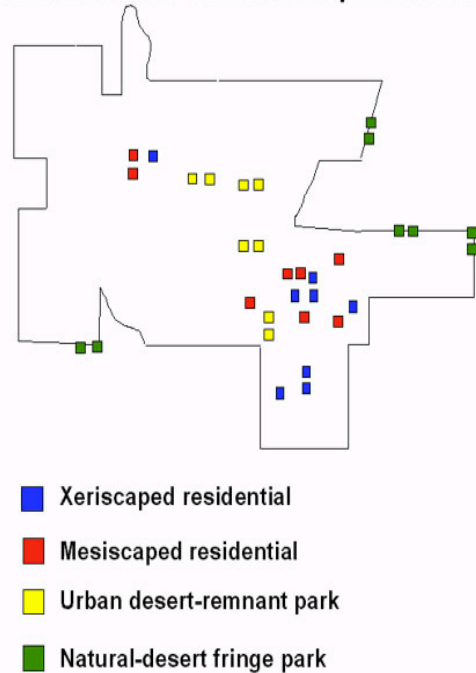 Xeriscaped residential
Mesiscaped residential
Urban desert-remnant park
Natural-desert fringe park